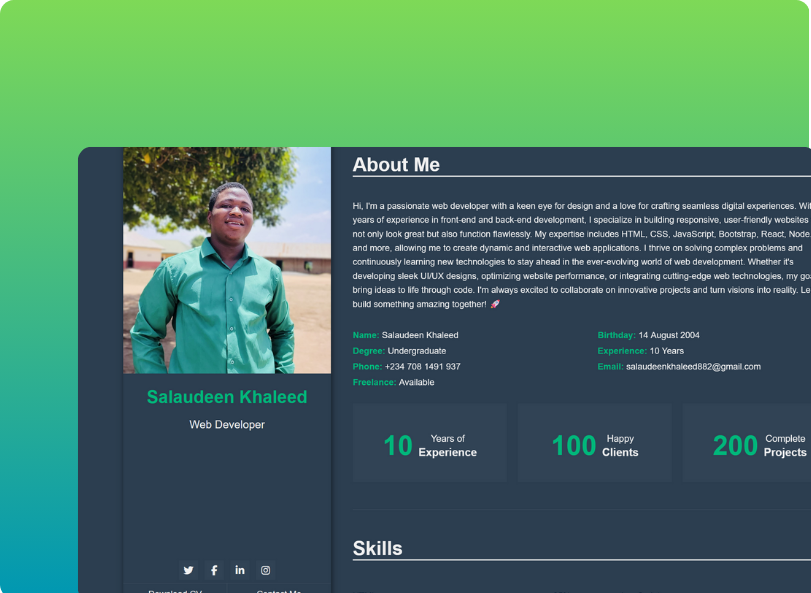 About Me
Hi, I'm a passionate web developer with a keen eye for design and a love for crafting seamless digital experiences.
years of experience in front-end and back-end development, I specialize in building responsive, user-friendly websites
not only look great but also function flawlessly. My expertise includes HTML, CSS, JavaScript, Bootstrap, React, Node
and more, allowing me to create dynamic and interactive web applications. I thrive on solving complex problems and
continuously learning new technologies to stay ahead in the ever-evolving world of web development. Whether it's
developing sleek UI/UX designs, optimizing website performance, or integrating cutting-edge web technologies, my
bring ideas to life through code. I'm always excited to collaborate on innovative projects and turn visions into reality.
build something amazing together! 🚀
Name: Salaudeen Khaleed
Birthday: 14 August 2004
Degree: Undergraduate
Experience: 10 Years
Phone: +234 708 1491 937
Email: salaudeenkhaleed882@gmail.com
Freelance: Available
Salaudeen Khaleed
Web Developer
10 Years of
Experience
100 Happy
Clients
200 Complete
Projects
Skills
Download CV
Contact Me